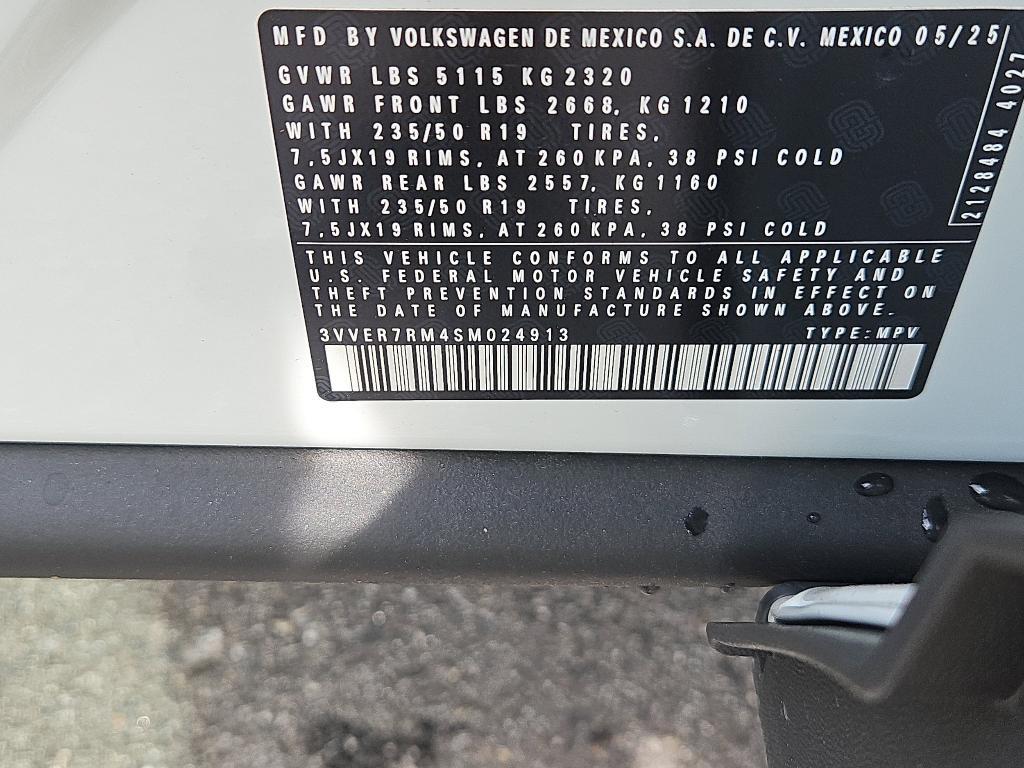 MFD BY VOLKSWAGEN DE MEXICO S.A. DE C.V. MEXICO 05/25
GVWR LBS 5115 KG 2320
GAWR FRONT LBS 2668, KG 1210
WITH 235/50 R19 TIRES,
7,5JX19 RIMS, AT 260 KPA, 38 PSI COLD
GAWR REAR LBS 2557, KG 1160
WITH 235/50 R19 TIRES,
7,5JX19 RIMS, AT 260 KPA, 38 PSI COLD
2128484 4027
THIS VEHICLE CONFORMS TO ALL APPLICABLE
U.S. FEDERAL MOTOR VEHICLE SAFETY AND
THEFT PREVENTION STANDARDS IN EFFECT ON
THE DATE OF MANUFACTURE SHOWN ABOVE.
3VVER7RM4SM024913 TYPE: MPV